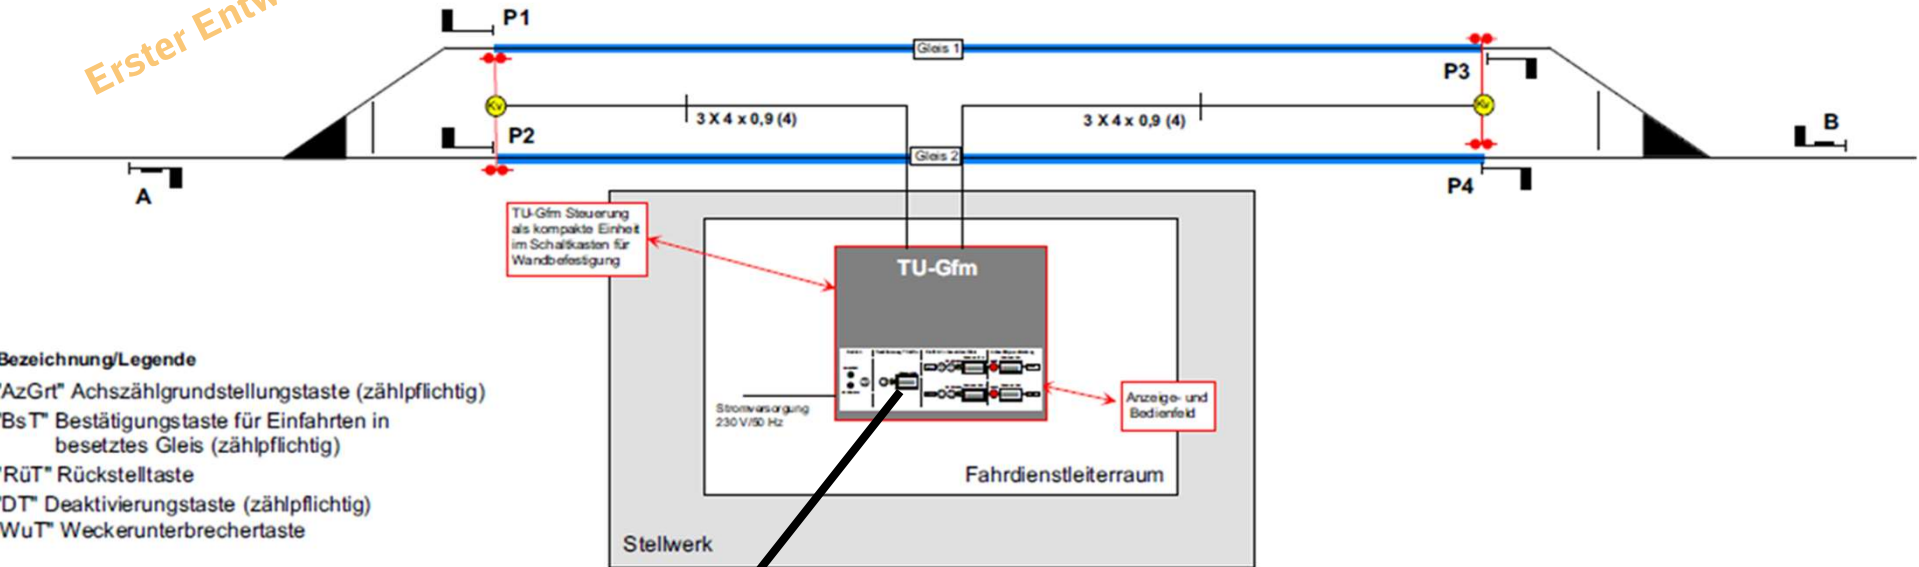 Erster Entw
P1
Gleis 1
P3
Kv
Kv
3 X 4 x 0,9 (4)
3 X 4 x 0,9 (4)
P2
B
Gleis 2
A
P4
TU-Gfm Steuerung
als kompakte Einheit
im Schaltkasten für
Wandbefestigung
TU-Gfm
Bezeichnung/Legende
"AzGrt" Achszählgrundstellungstaste (zählpflichtig)
"BsT" Bestätigungstaste für Einfahrten in
besetztes Gleis (zählpflichtig)
"RüT" Rückstelltaste
"DT" Deaktivierungstaste (zählpflichtig)
"WuT" Weckerunterbrechertaste
Stromversorgung
230 V/50 Hz
Anzeige- und
Bedienfeld
Fahrdienstleiterraum
Stellwerk